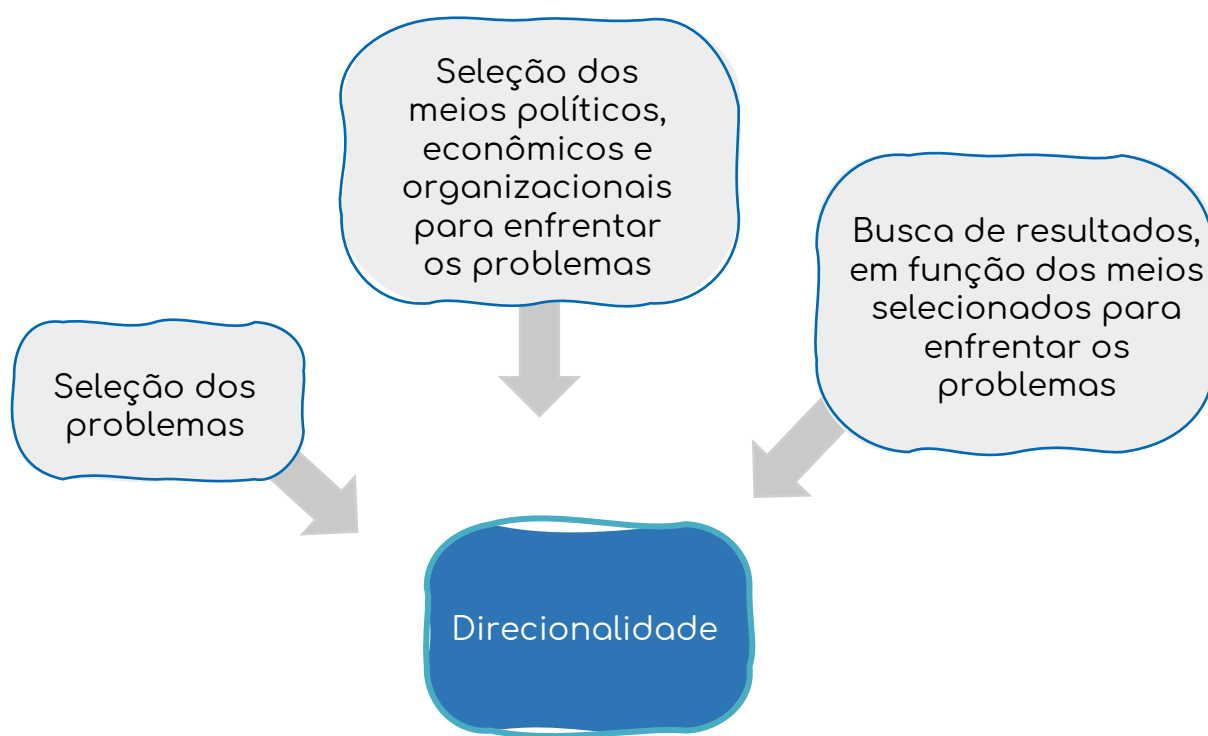 Seleção dos
problemas
Seleção dos
meios políticos,
econômicos e
organizacionais
para enfrentar
os problemas
Busca de resultados,
em função dos meios
selecionados para
enfrentar os
problemas
Direcionalidade